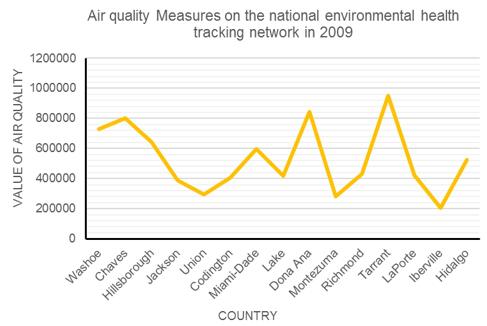 Air quality Measures on the national environmental health
tracking network in 2009
VALUE OF AIR QUALITY
1200000
1000000
800000
600000
400000
200000
0
Washoe
Chaves
Hillsborough
Jackson
Union
Codington
Miami-Dade
Lake
Dona Ana
Montezuma
Richmond
Tarrant
LaPorte
Iberville
Hidalgo
COUNTRY